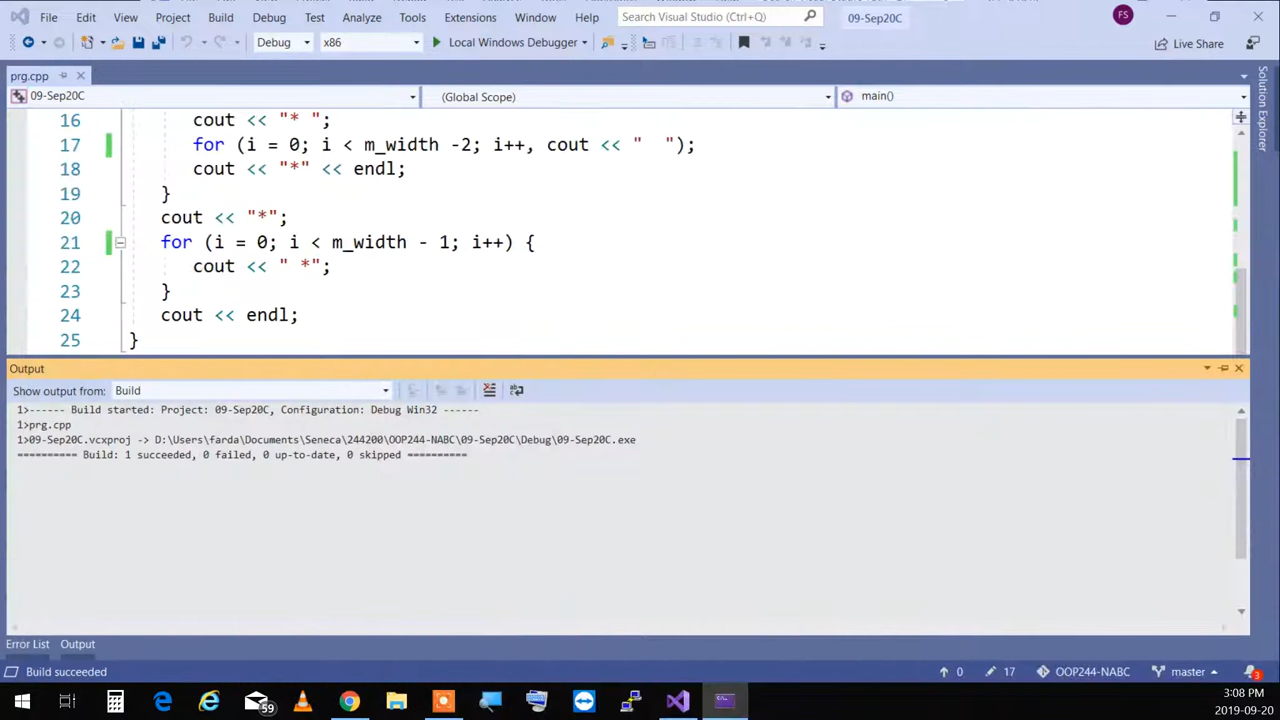 File Edit View Project Build Debug Test Analyze Tools Extensions Window Help Search Visual Studio (Ctrl+Q) 09-Sep20C FS
Debug x86 Local Windows Debugger Live Share
prg.cpp
09-Sep20C (Global Scope) main()
Solution Explorer
16 cout << "* ";
17 for (i = 0; i < m_width -2; i++, cout << "  ");
18 cout << "*" << endl;
19 }
20 cout << "*";
21 for (i = 0; i < m_width - 1; i++) {
22 cout << " *";
23 }
24 cout << endl;
25 }
Output
Show output from: Build
1>------ Build started: Project: 09-Sep20C, Configuration: Debug Win32 ------
1>prg.cpp
1>09-Sep20C.vcxproj -> D:\Users\farda\Documents\Seneca\244200\OOP244-NABC\09-Sep20C\Debug\09-Sep20C.exe
========== Build: 1 succeeded, 0 failed, 0 up-to-date, 0 skipped ==========
Error List Output
Build succeeded 0 17 OOP244-NABC master 3
59
3:08 PM
2019-09-20